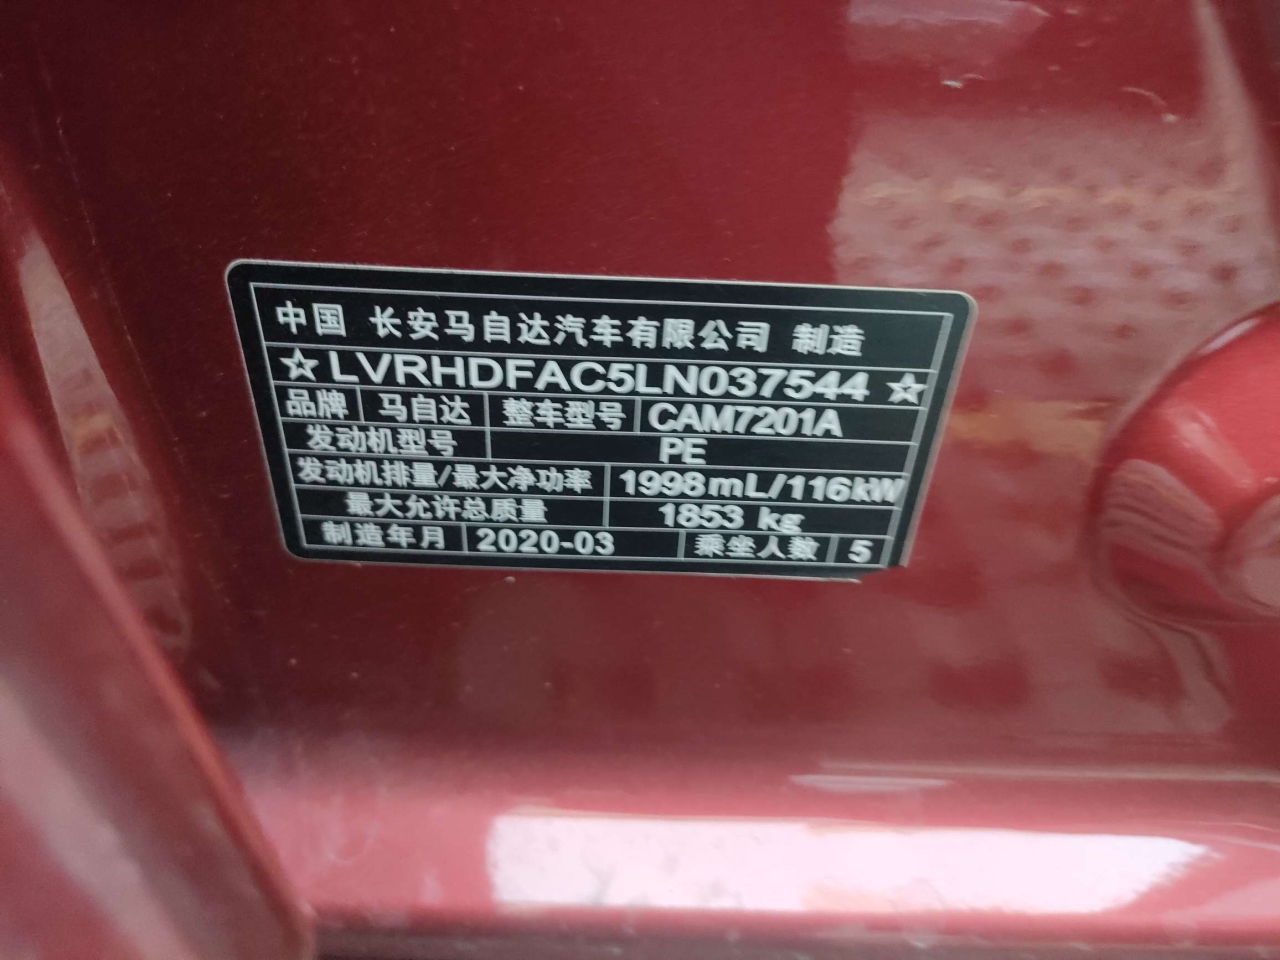 中国 长安马自达汽车有限公司 制造
☆LVRHDFAC5LN037544☆
品牌 马自达 整车型号 CAM7201A
发动机型号 PE
发动机排量/最大净功率 1998mL/116kW
最大允许总质量 1853 kg
制造年月 2020-03 乘坐人数 5